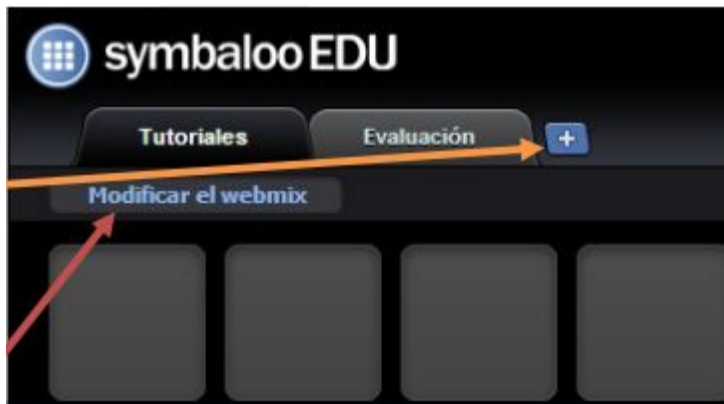 symbaloo EDU
Tutoriales Evaluación +
Modificar el webmix